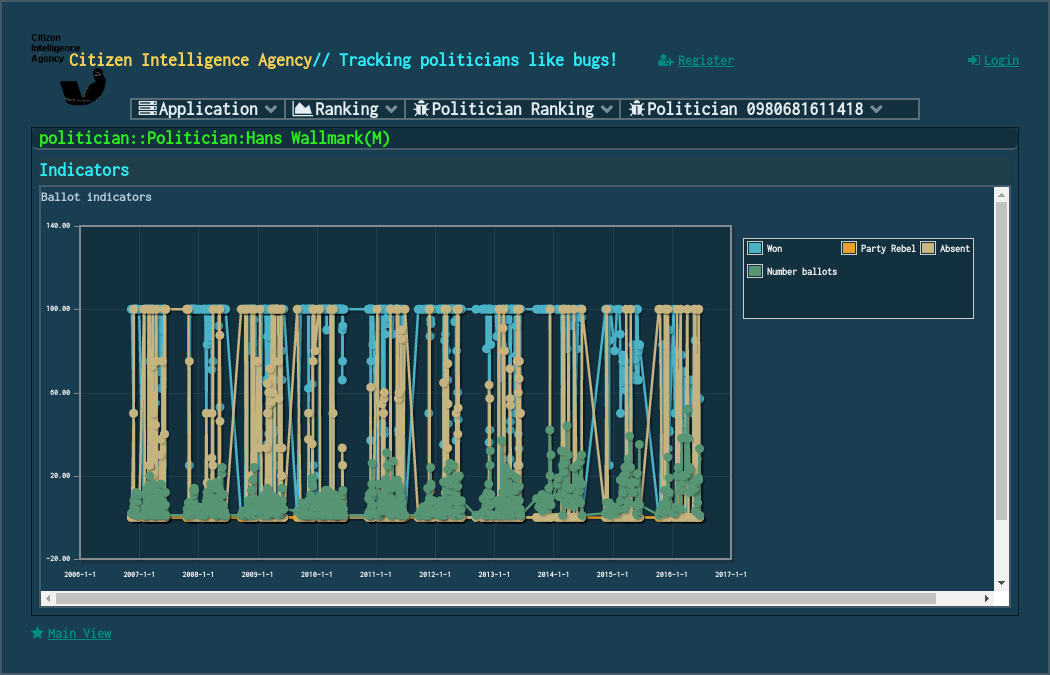 Citizen
Intelligence
Agency
Citizen Intelligence Agency// Tracking politicians like bugs!
Register
Login
Application
Ranking
Politician Ranking
Politician 0980681611418
politician::Politician:Hans Wallmark(M)
Indicators
Ballot indicators
140.00
100.00
60.00
20.00
-20.00
2006-1-1
2007-1-1
2008-1-1
2009-1-1
2010-1-1
2011-1-1
2012-1-1
2013-1-1
2014-1-1
2015-1-1
2016-1-1
2017-1-1
Won
Party Rebel
Absent
Number ballots
Main View